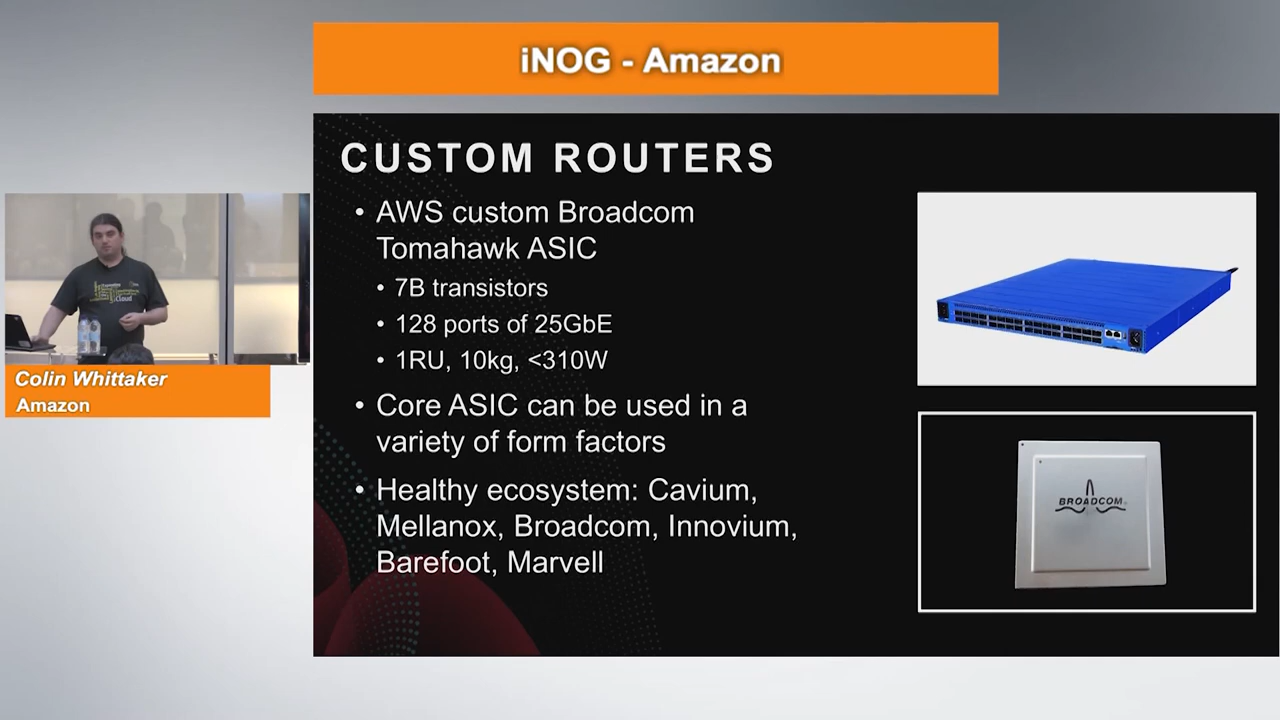 iNOG - Amazon
CUSTOM ROUTERS
• AWS custom Broadcom
Tomahawk ASIC
• 7B transistors
• 128 ports of 25GbE
• 1RU, 10kg, <310W
• Core ASIC can be used in a
variety of form factors
• Healthy ecosystem: Cavium,
Mellanox, Broadcom, Innovium,
Barefoot, Marvell
BROADCOM
Cloud
Colin Whittaker
Amazon